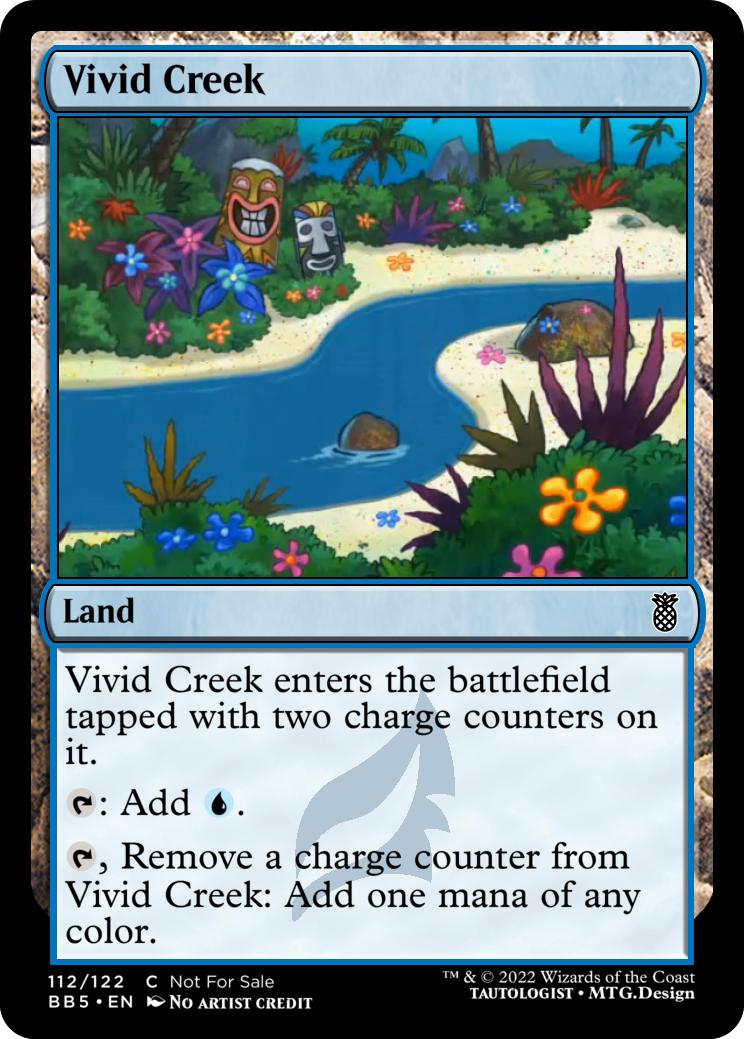 Vivid Creek
Land
Vivid Creek enters the battlefield
tapped with two charge counters on
it.
: Add .
, Remove a charge counter from
Vivid Creek: Add one mana of any
color.
112/122 C Not For Sale
BB5 • EN No artist credit
™ & © 2022 Wizards of the Coast
TAUTOLOGIST • MTG.Design